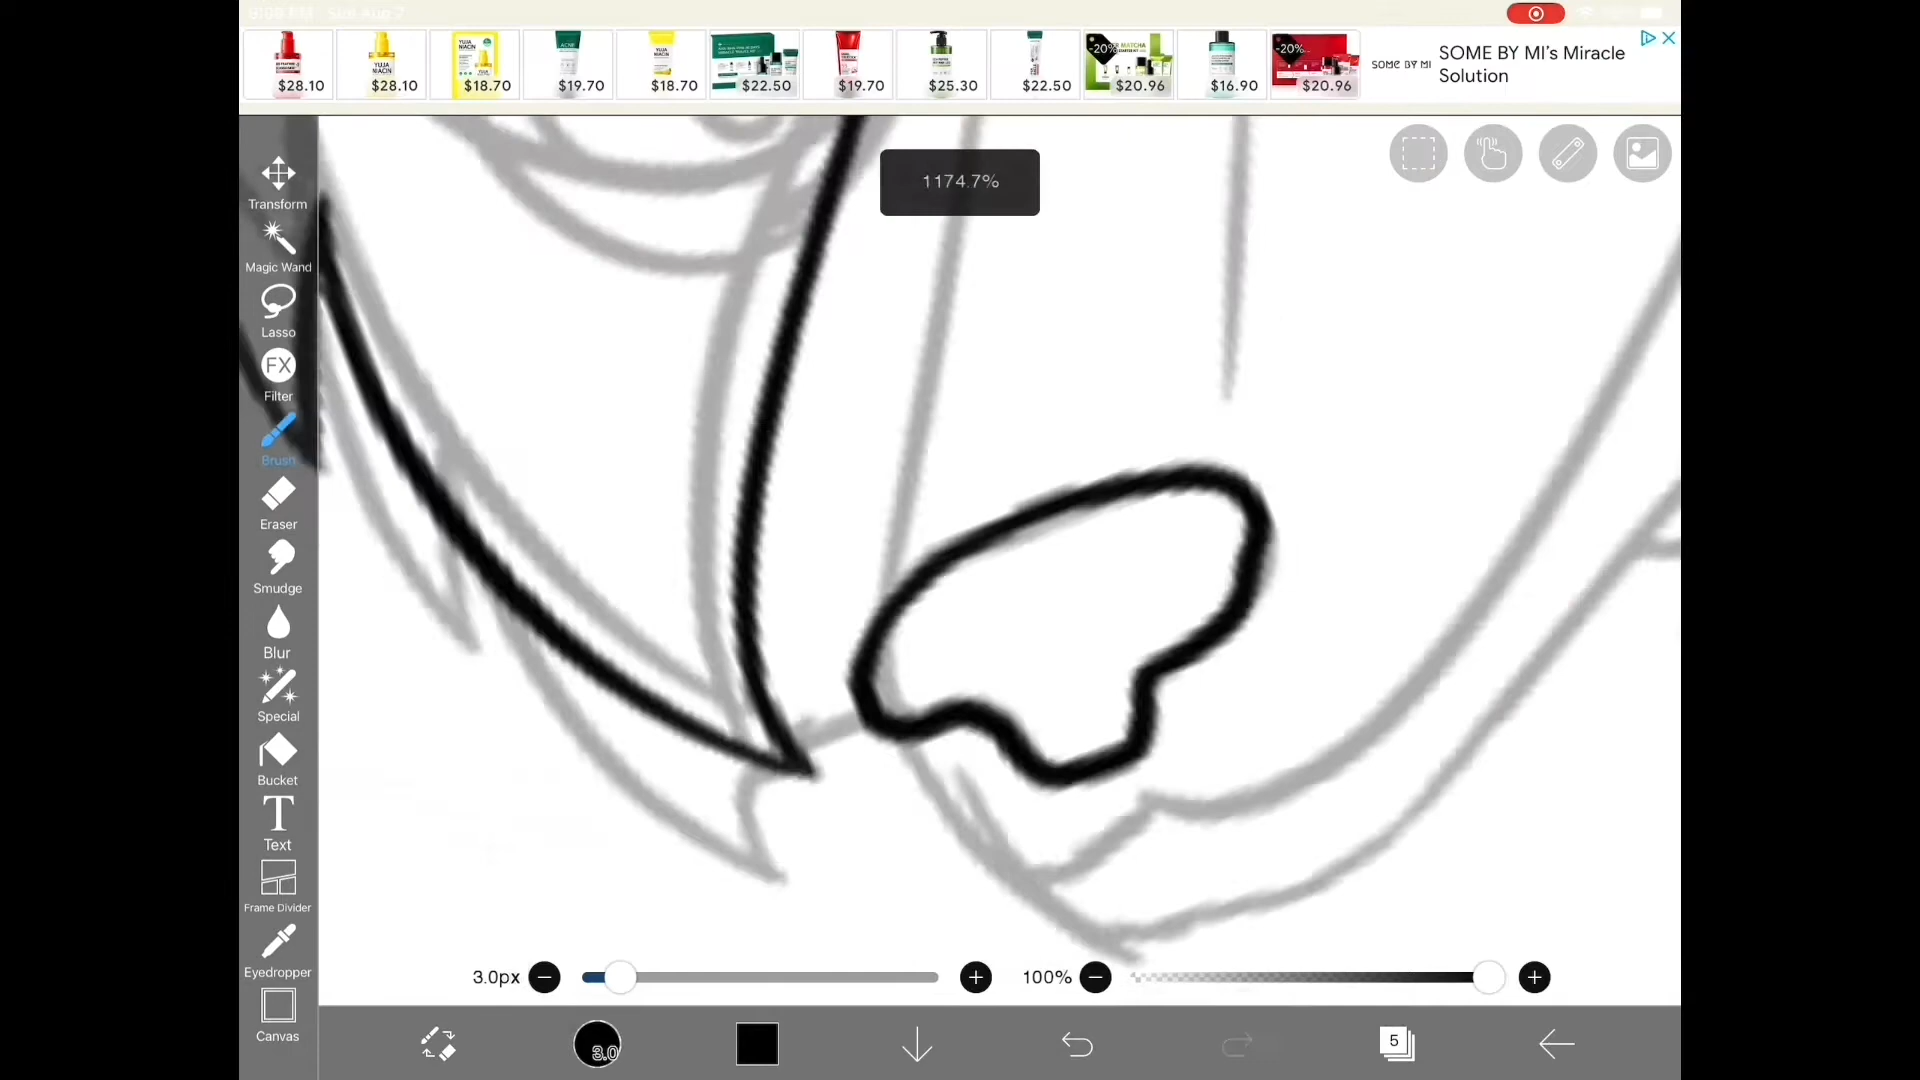 $28.10
$28.10
$18.70
$19.70
$18.70
$22.50
$19.70
$25.30
$22.50
-20%
$20.96
$16.90
-20%
$20.96
SOME BY MI
SOME BY MI's Miracle
Solution
1174.7%
Transform
Magic Wand
Lasso
FX
Filter
Brush
Eraser
Smudge
Blur
Special
Bucket
T
Text
Frame Divider
Eyedropper
Canvas
3.0px
100%
3.0
5